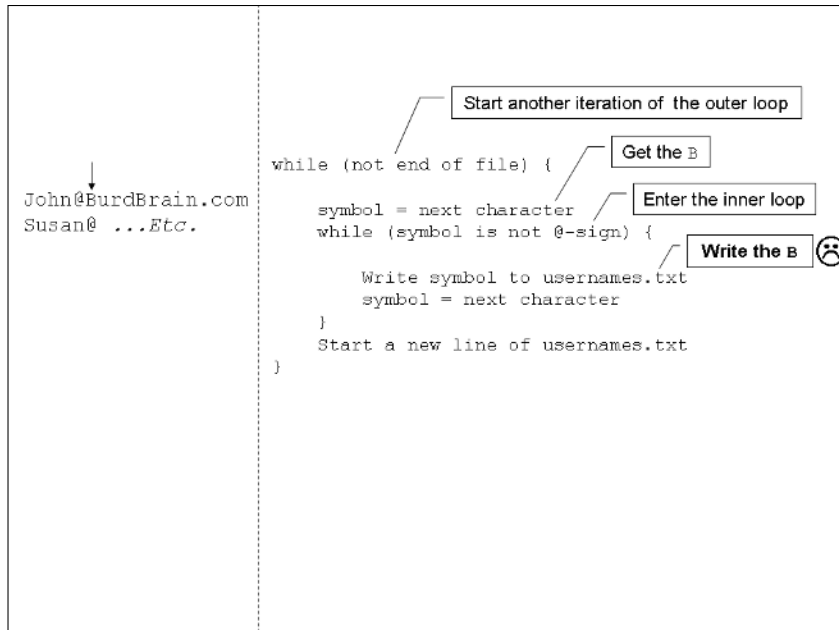 Start another iteration of the outer loop
while (not end of file) {
Get the B
John@BurdBrain.com
symbol = next character
Enter the inner loop
Susan@ ...Etc.
while (symbol is not @-sign) {
Write the B
Write symbol to usernames.txt
symbol = next character
}
Start a new line of usernames.txt
}